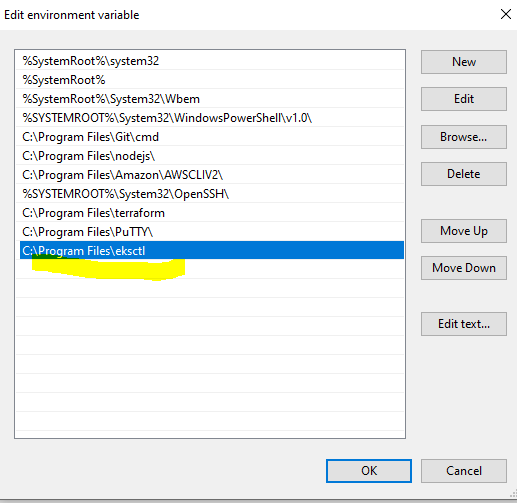 Edit environment variable
%SystemRoot%\system32
%SystemRoot%
%SystemRoot%\System32\Wbem
%SYSTEMROOT%\System32\WindowsPowerShell\v1.0\
C:\Program Files\Git\cmd
C:\Program Files\nodejs\
C:\Program Files\Amazon\AWSCLIV2\
%SYSTEMROOT%\System32\OpenSSH\
C:\Program Files\terraform
C:\Program Files\PuTTY\
C:\Program Files\eksctl
New
Edit
Browse...
Delete
Move Up
Move Down
Edit text...
OK
Cancel